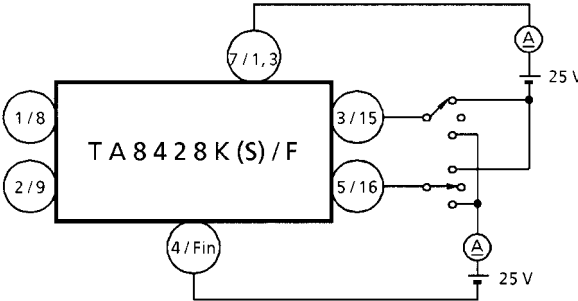 7/1, 3
A
25 V
1/8
3/15
TA8428K(S)/F
2/9
5/16
4/Fin
A
25 V